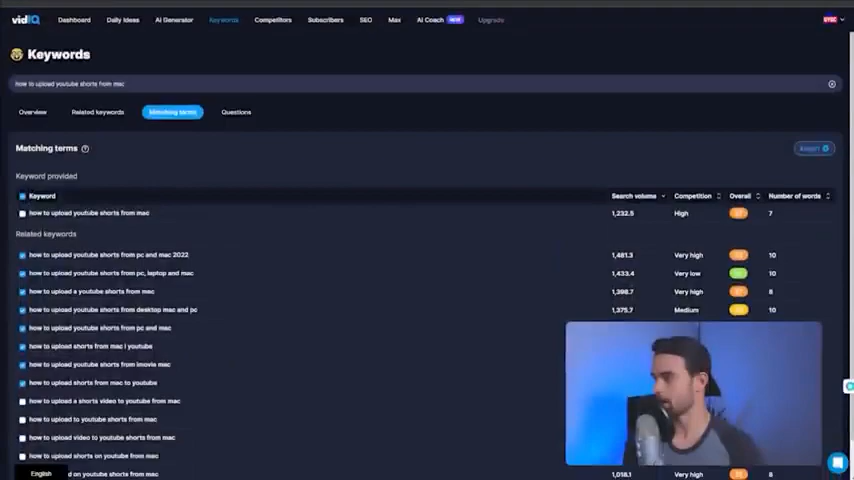 vidIQ Dashboard Daily Ideas AI Generator Keywords Competitors Subscribers SEO Max AI Coach NEW Upgrade
Keywords
how to upload youtube shorts from mac
Overview Related keywords Matching terms Questions
Matching terms
Keyword provided
Keyword Search volume Competition Overall Number of words
how to upload youtube shorts from mac 1,232.5 High 7
Related keywords
how to upload youtube shorts from pc and mac 2022 1,481.3 Very high 10
how to upload youtube shorts from pc, laptop and mac 1,433.4 Very low 10
how to upload a youtube shorts from mac 1,398.7 Very high 8
how to upload youtube shorts from desktop mac and pc 1,375.7 Medium 10
how to upload youtube shorts from pc and mac
how to upload shorts from mac i youtube
how to upload youtube shorts from imovie mac
how to upload shorts from mac to youtube
how to upload a shorts video to youtube from mac
how to upload to youtube shorts from mac
how to upload video to youtube shorts from mac
how to upload shorts on youtube from mac
English d on youtube shorts from mac 1,018.1 Very high 8